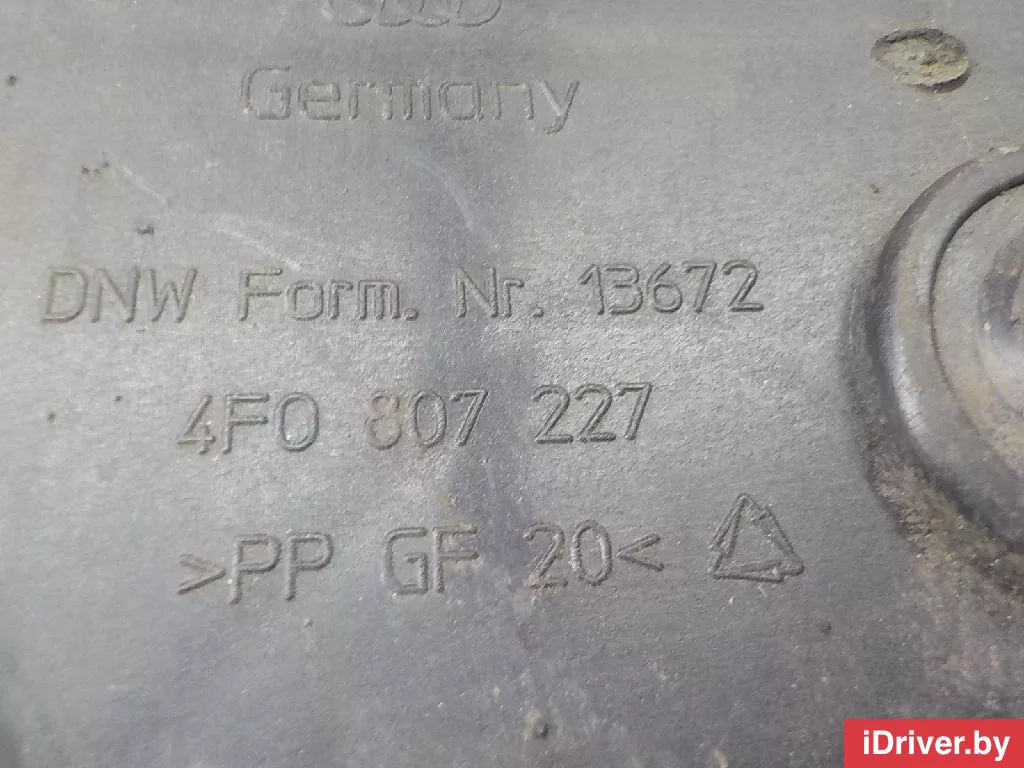 Germany
DNW Form. Nr. 13672
4F0 807 227
>PP GF 20<
iDriver.by